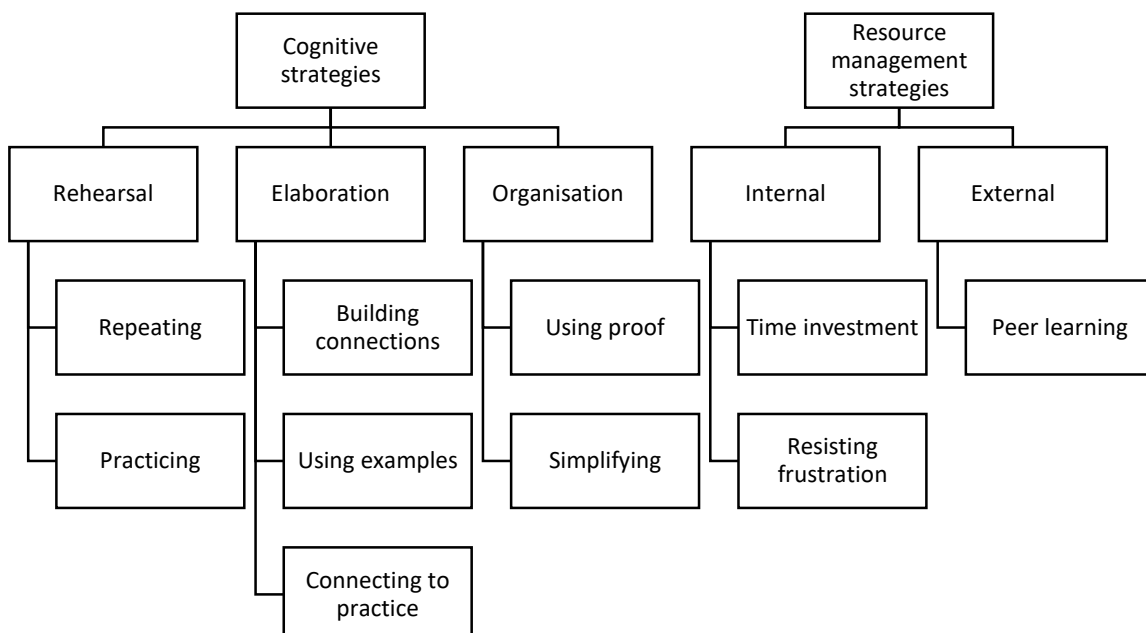 Cognitive
strategies
Resource
management
strategies
Rehearsal
Elaboration
Organisation
Internal
External
Repeating
Building
connections
Using proof
Time investment
Peer learning
Practicing
Using examples
Simplifying
Resisting
frustration
Connecting to
practice